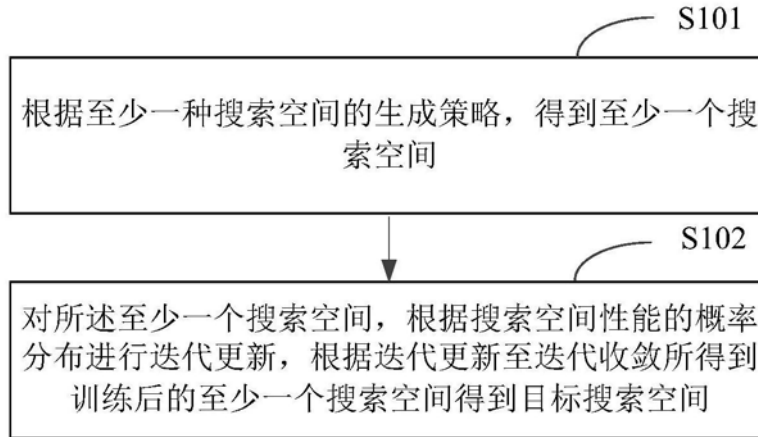 S101
根据至少一种搜索空间的生成策略，得到至少一个搜
索空间
S102
对所述至少一个搜索空间，根据搜索空间性能的概率
分布进行迭代更新，根据迭代更新至迭代收敛所得到
训练后的至少一个搜索空间得到目标搜索空间